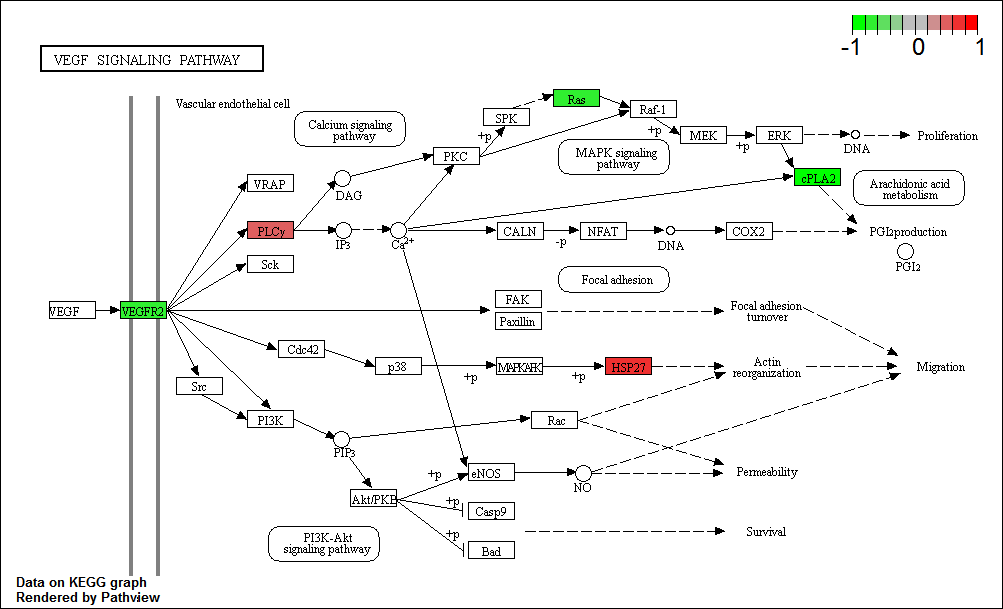 VEGF SIGNALING PATHWAY
-1 0 1
Vascular endothelial cell
Calcium signaling
pathway
SPK
Ras
Raf-1
+p
+p
MEK
+p
ERK
DNA
Proliferation
PKC
MAPK signaling
pathway
VRAP
DAG
cPLA2
Arachidonic acid
metabolism
PLCγ
IP3
Ca2+
CALN
-p
NFAT
DNA
COX2
PGI2production
PGI2
Sck
Focal adhesion
VEGF
VEGFR2
FAK
Paxillin
Focal adhesion
turnover
Cdc42
p38
+p
MAPKAPK
+p
HSP27
Actin
reorganization
Migration
Src
PI3K
PIP3
Rac
+p
eNOS
NO
Permeability
Akt/PKB
+p
Casp9
+p
Bad
Survival
PI3K-Akt
signaling pathway
Data on KEGG graph
Rendered by Pathview